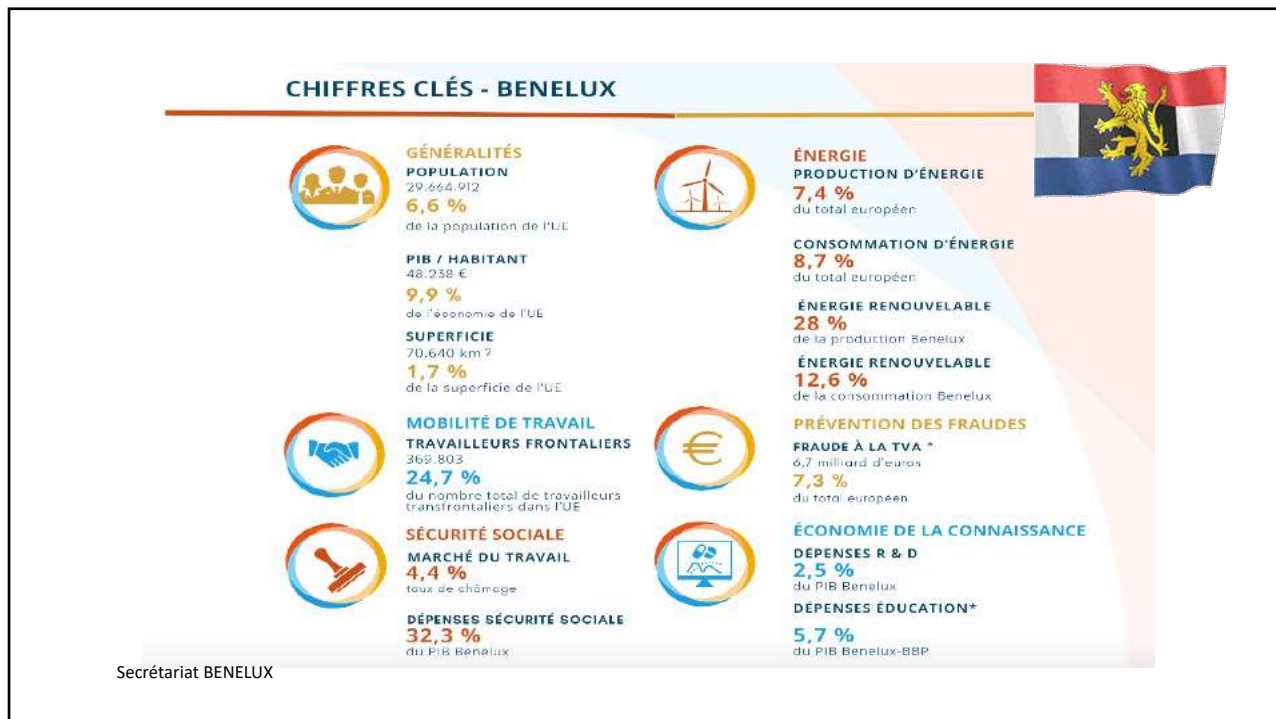 CHIFFRES CLÉS - BENELUX
GÉNÉRALITÉS
POPULATION
29.664.912
6,6 %
de la population de l'UE
PIB / HABITANT
48.258 €
9,9 %
de l'économie de l'UE
SUPERFICIE
70.640 km ?
1,7 %
de la superficie de l'UE
MOBILITÉ DE TRAVAIL
TRAVAILLEURS FRONTALIERS
369.803
24,7 %
du nombre total de travailleurs
transfrontaliers dans l'UE
SÉCURITÉ SOCIALE
MARCHÉ DU TRAVAIL
4,4 %
taux de chômage
DÉPENSES SÉCURITÉ SOCIALE
32,3 %
du PIB Benelux
ÉNERGIE
PRODUCTION D'ÉNERGIE
7,4 %
du total européen
CONSOMMATION D'ÉNERGIE
8,7 %
du total européen
ÉNERGIE RENOUVELABLE
28 %
de la production Benelux
ÉNERGIE RENOUVELABLE
12,6 %
de la consommation Benelux
PRÉVENTION DES FRAUDES
FRAUDE À LA TVA *
6,7 milliard d'euros
7,3 %
du total européen
ÉCONOMIE DE LA CONNAISSANCE
DÉPENSES R & D
2,5 %
du PIB Benelux
DÉPENSES ÉDUCATION*
5,7 %
du PIB Benelux-BBP
Secrétariat BENELUX